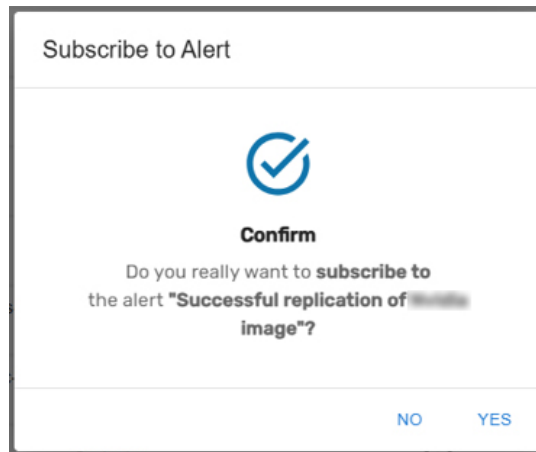 Subscribe to Alert
Confirm
Do you really want to subscribe to
the alert "Successful replication of
image"?
NO
YES